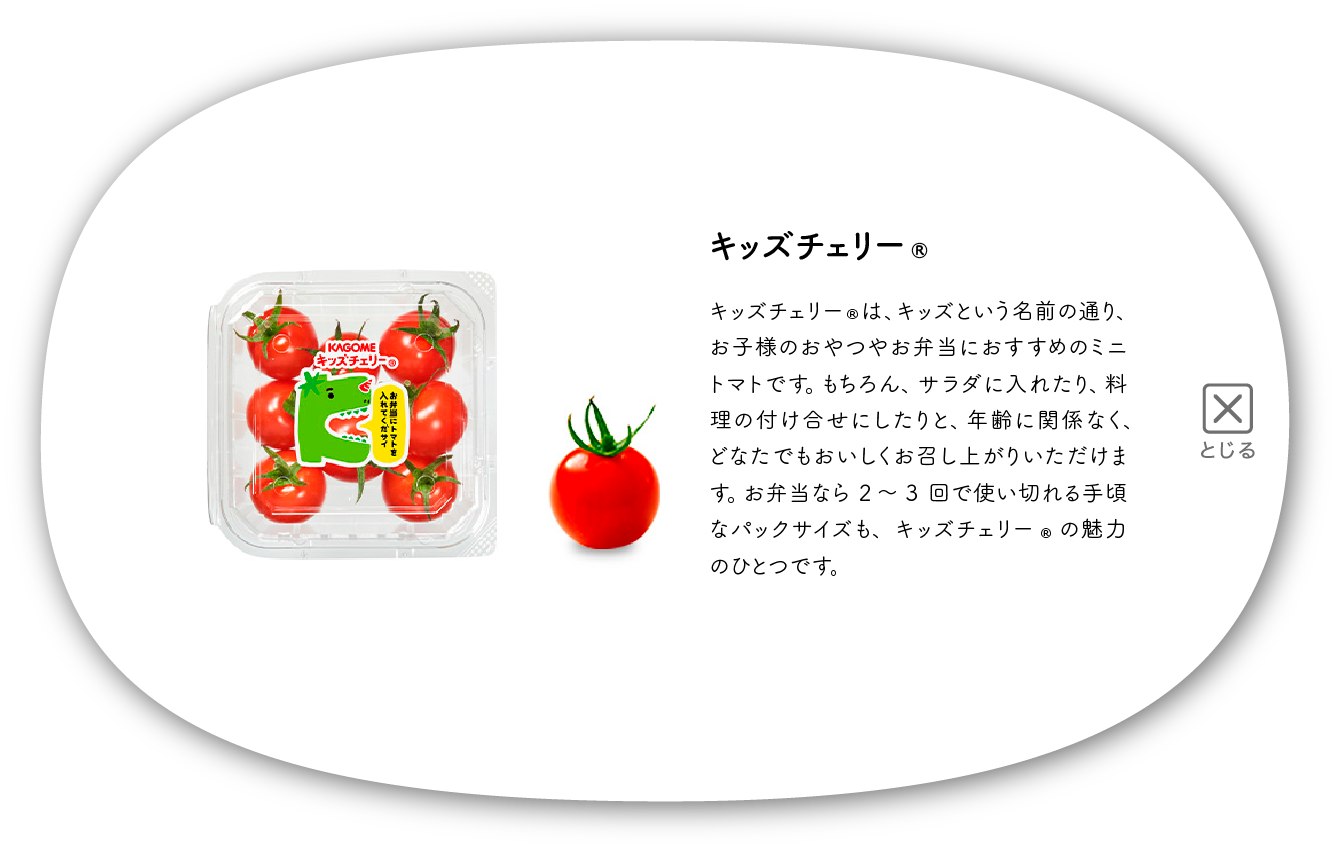 KAGOME
キッズチェリー®
お弁当にトマトを
入れてくだサイ
キッズチェリー®
キッズチェリー®は、キッズという名前の通り、
お子様のおやつやお弁当におすすめのミニ
トマトです。もちろん、サラダに入れたり、料
理の付け合せにしたりと、年齢に関係なく、
どなたでもおいしくお召し上がりいただけま
す。お弁当なら 2 〜 3 回で使い切れる手頃
なパックサイズも、キッズチェリー ® の魅力
のひとつです。
とじる